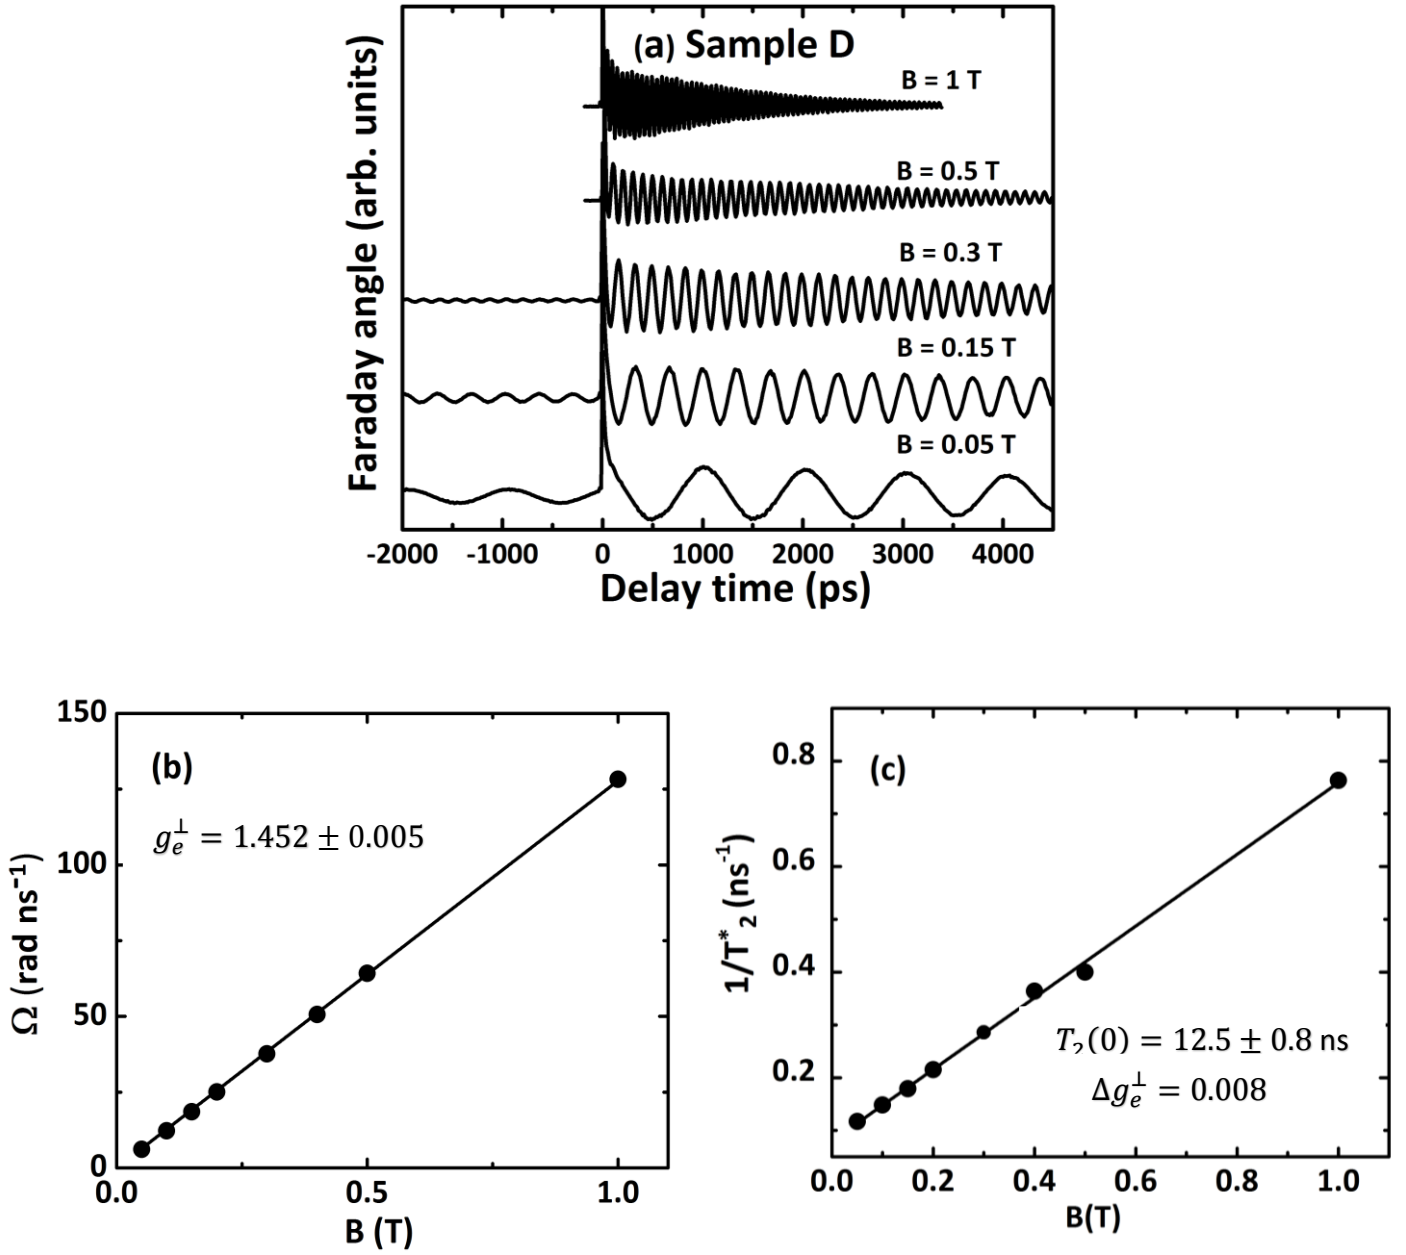 (a) Sample D
B = 1 T
B = 0.5 T
B = 0.3 T
B = 0.15 T
B = 0.05 T
Faraday angle (arb. units)
-2000 -1000 0 1000 2000 3000 4000
Delay time (ps)
(b)
g_e^⊥ = 1.452 ± 0.005
150
100
50
0
Ω (rad ns⁻¹)
0.0 0.5 1.0
B (T)
(c)
0.8
0.6
0.4
0.2
1/T*₂ (ns⁻¹)
T₂(0) = 12.5 ± 0.8 ns
Δg_e^⊥ = 0.008
0.0 0.2 0.4 0.6 0.8 1.0
B(T)